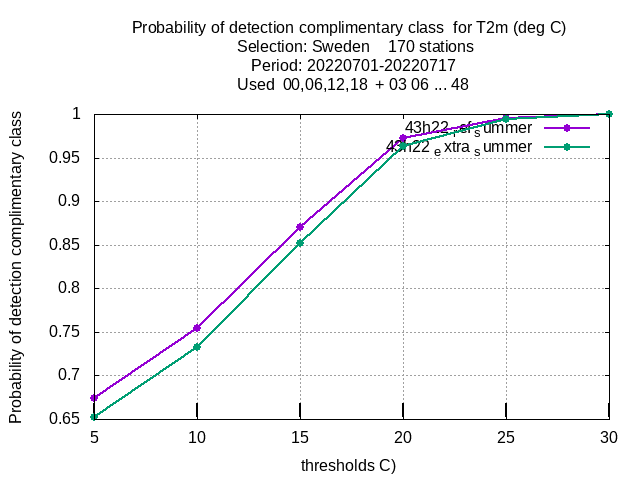 Probability of detection complimentary class  for T2m (deg C)
Selection: Sweden    170 stations
Period: 20220701-20220717
Used  00,06,12,18  + 03 06 ... 48
Probability of detection complimentary class
1
0.95
0.9
0.85
0.8
0.75
0.7
0.65
43h22 ref summer
43h22 extra summer
5 10 15 20 25 30
thresholds C)